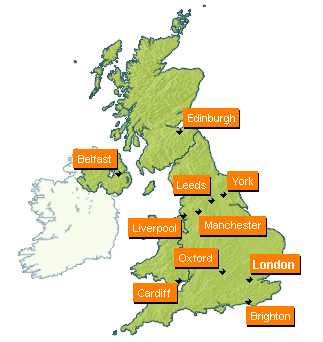 Edinburgh
Belfast
Leeds
York
Liverpool
Manchester
Oxford
London
Cardiff
Brighton